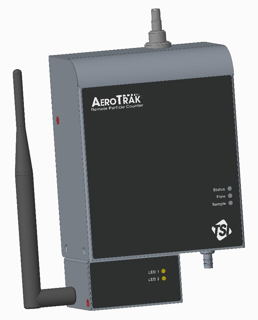 AEROTRAK
Remote Particle Counter
Status
Flow
Sample
TSI
LED 1
LED 2